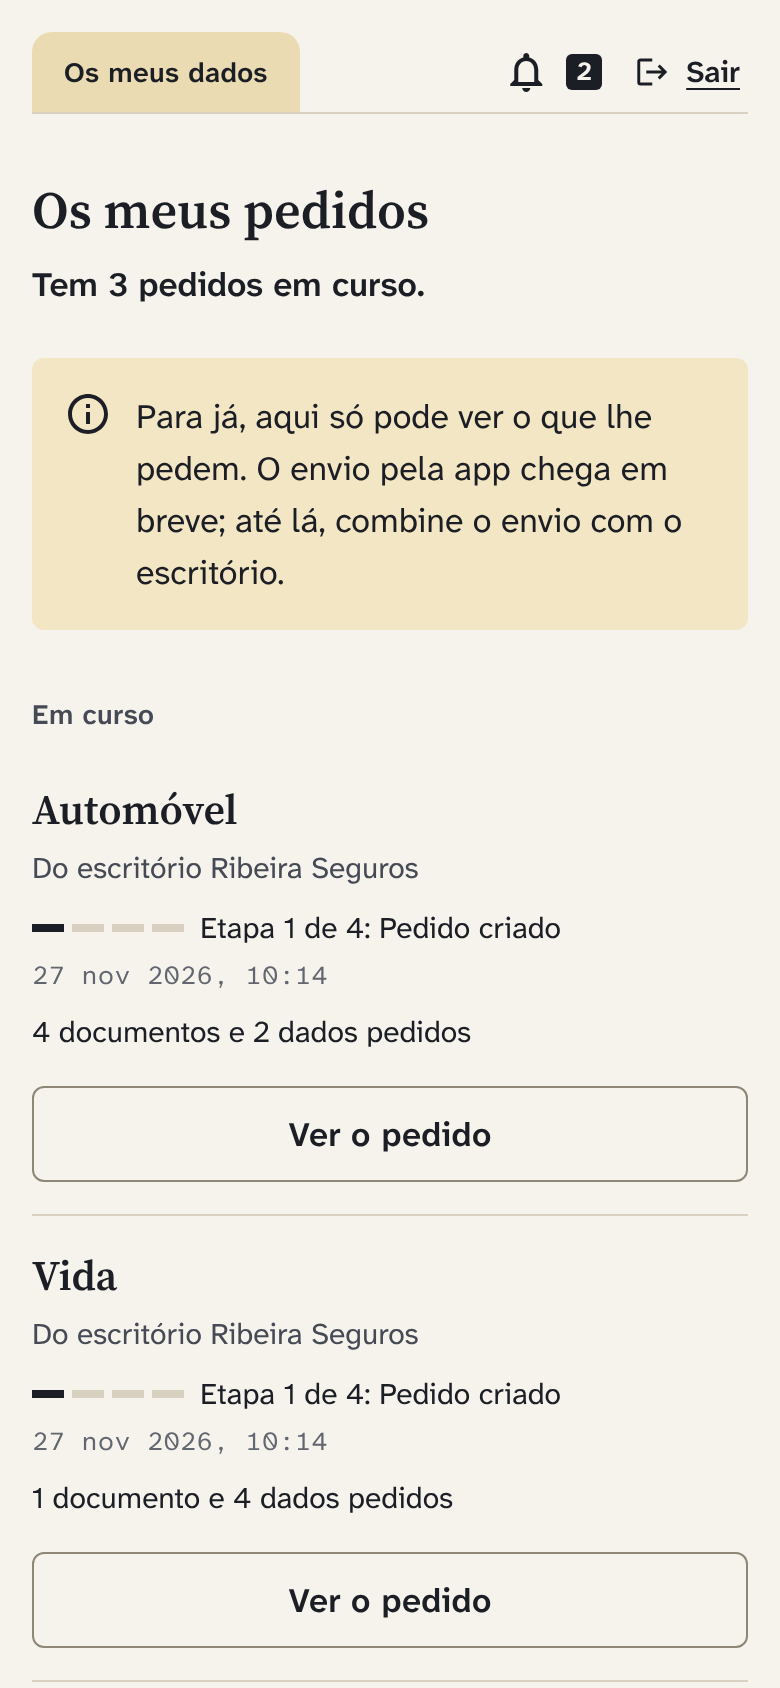 Os meus dados
2
Sair
Os meus pedidos
Tem 3 pedidos em curso.
Para já, aqui só pode ver o que lhe
pedem. O envio pela app chega em
breve; até lá, combine o envio com o
escritório.
Em curso
Automóvel
Do escritório Ribeira Seguros
Etapa 1 de 4: Pedido criado
27 nov 2026, 10:14
4 documentos e 2 dados pedidos
Ver o pedido
Vida
Do escritório Ribeira Seguros
Etapa 1 de 4: Pedido criado
27 nov 2026, 10:14
1 documento e 4 dados pedidos
Ver o pedido